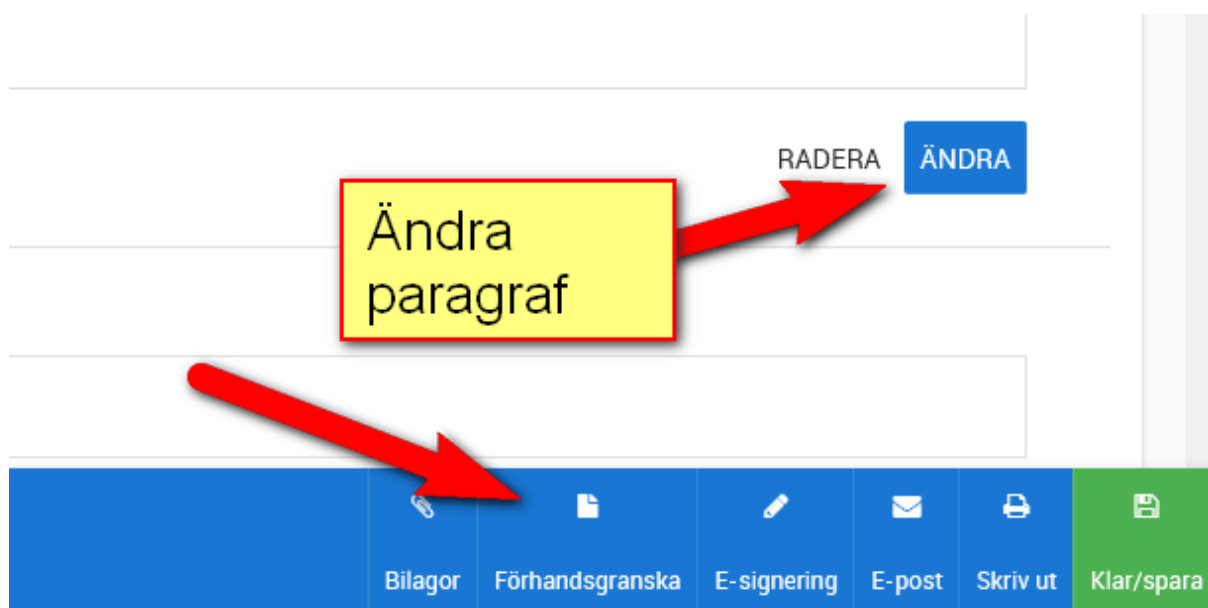 RADERA ÄNDRA
Ändra
paragraf
Bilagor Förhandsgranska E-signering E-post Skriv ut Klar/spara